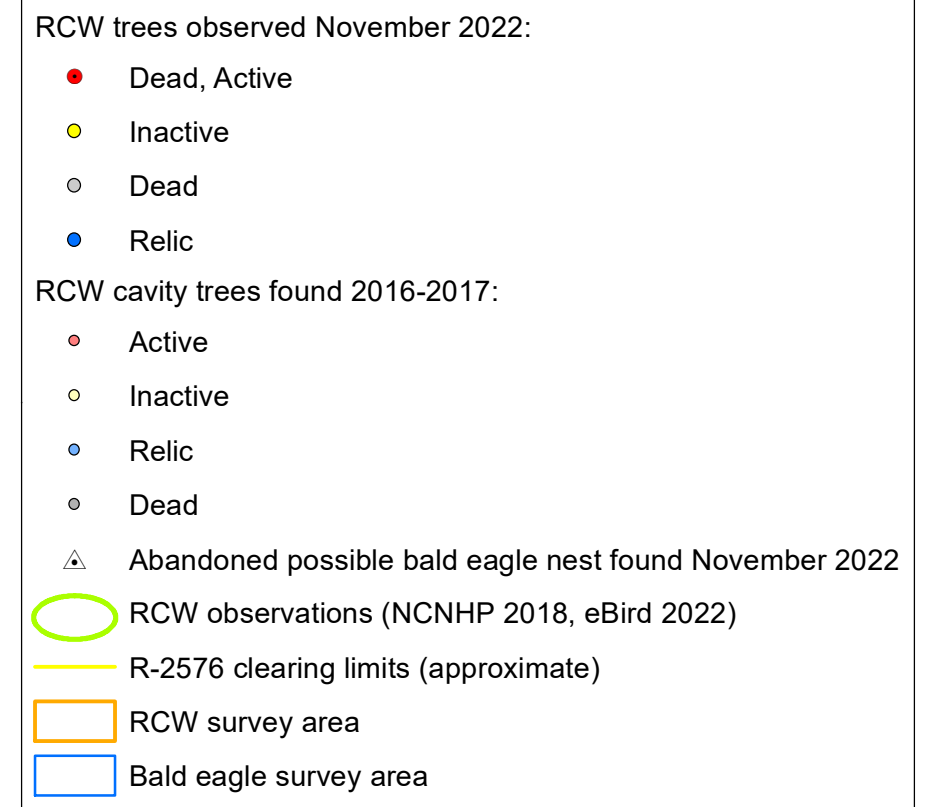 RCW trees observed November 2022:
Dead, Active
Inactive
Dead
Relic
RCW cavity trees found 2016-2017:
Active
Inactive
Relic
Dead
Abandoned possible bald eagle nest found November 2022
RCW observations (NCNHP 2018, eBird 2022)
R-2576 clearing limits (approximate)
RCW survey area
Bald eagle survey area